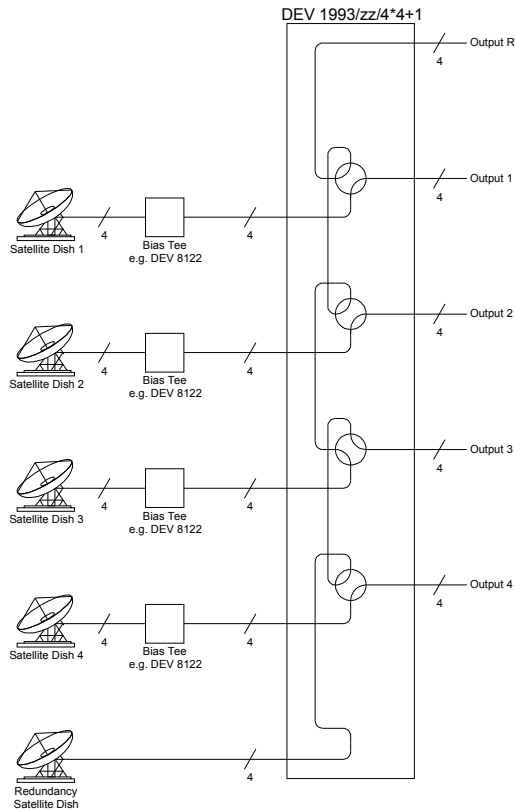 DEV 1993/zz/4*4+1
Output R
4
Output 1
4
4
4
Satellite Dish 1
Bias Tee
e.g. DEV 8122
Output 2
4
4
4
Satellite Dish 2
Bias Tee
e.g. DEV 8122
Output 3
4
4
4
Satellite Dish 3
Bias Tee
e.g. DEV 8122
Output 4
4
4
4
Satellite Dish 4
Bias Tee
e.g. DEV 8122
4
Redundancy
Satellite Dish